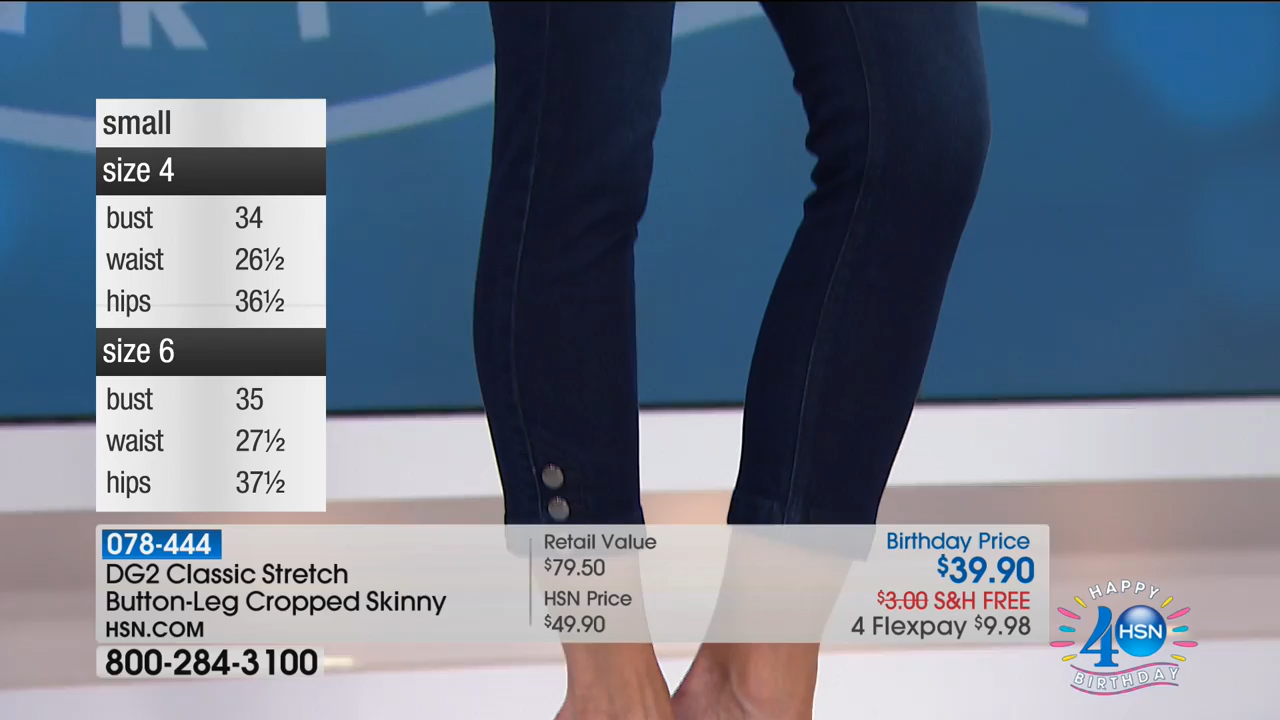 small
size 4
bust 34
waist 26½
hips 36½
size 6
bust 35
waist 27½
hips 37½
078-444
DG2 Classic Stretch
Button-Leg Cropped Skinny
HSN.COM
800-284-3100
Retail Value
$79.50
HSN Price
$49.90
Birthday Price
$39.90
$3.00 S&H FREE
4 Flexpay $9.98
HAPPY
40 HSN
BIRTHDAY